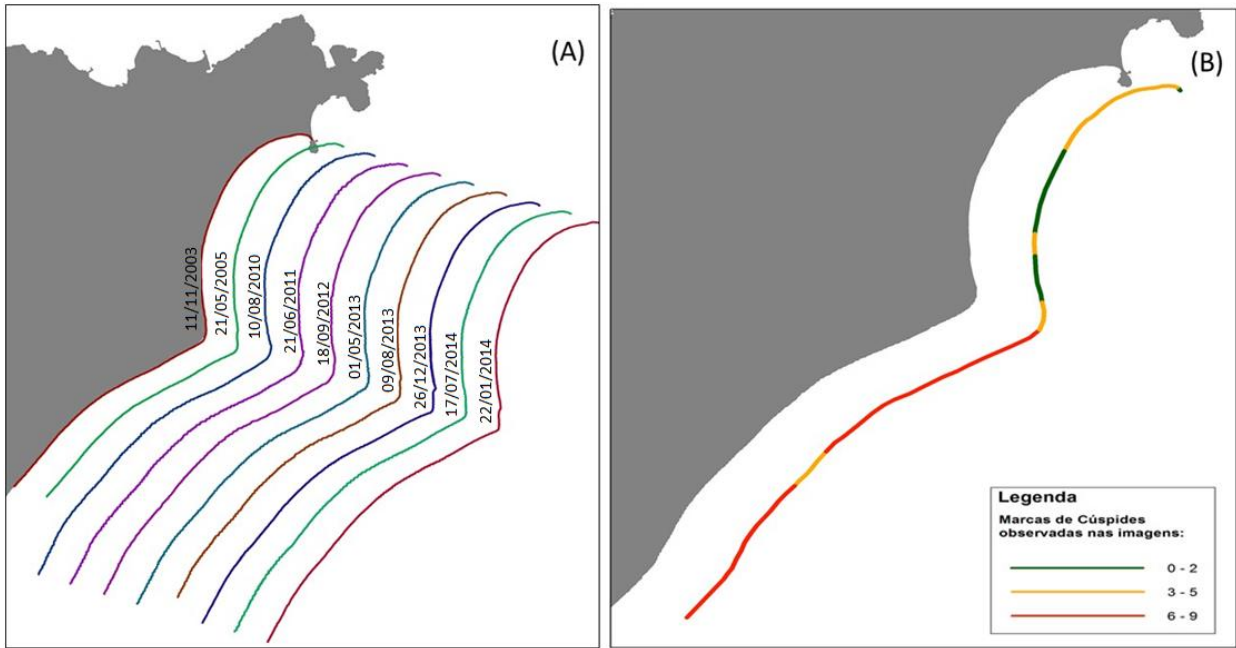 (A)
11/11/2003
21/05/2005
10/08/2010
21/06/2011
18/09/2012
01/05/2013
09/08/2013
26/12/2013
17/07/2014
22/01/2014
(B)
Legenda
Marcas de Cúspides
observadas nas imagens:
0 - 2
3 - 5
6 - 9